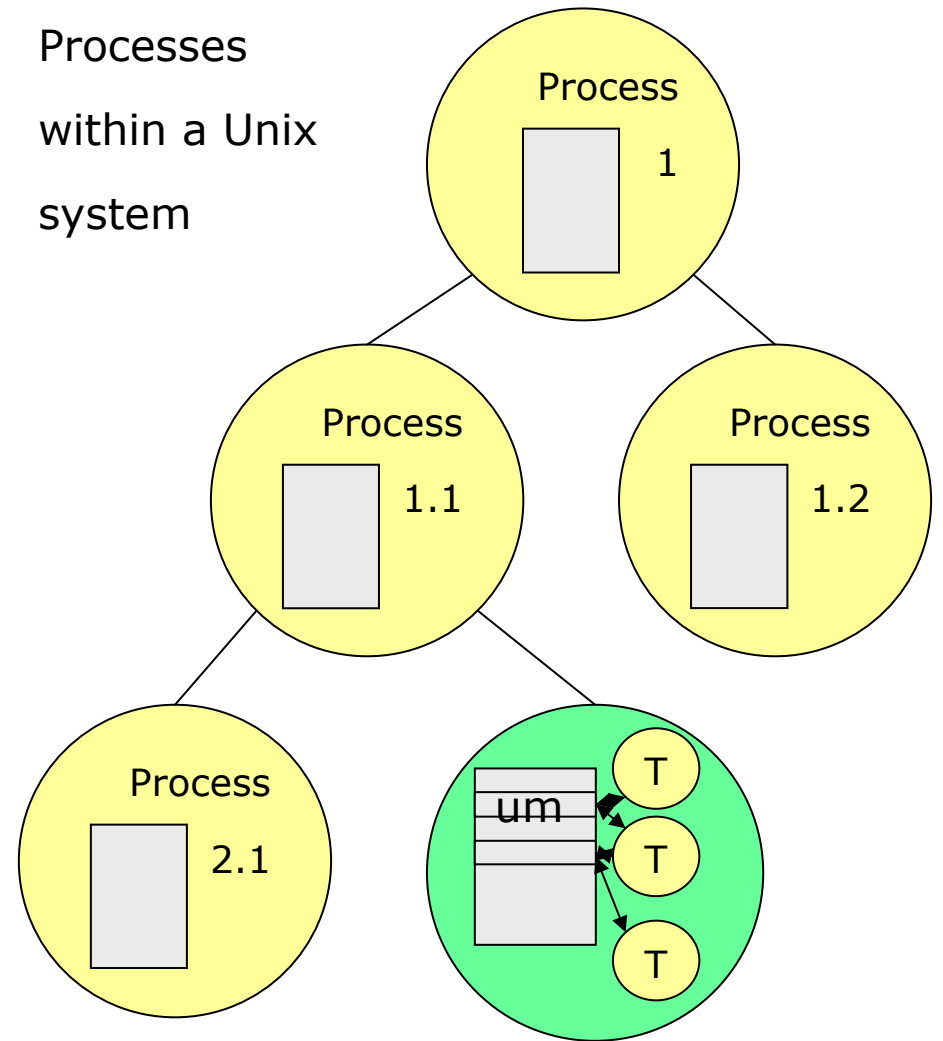 Processes
within a Unix
system
Process
1
Process
1.1
Process
1.2
Process
2.1
um
T
T
T